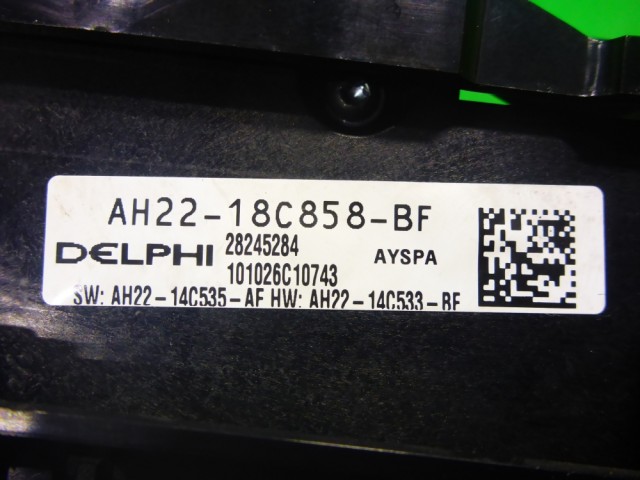 AH22-18C858-BF
DELPHI 28245284 AYSPA
101026C10743
SW: AH22-14C535-AF HW: AH22-14C533-BF